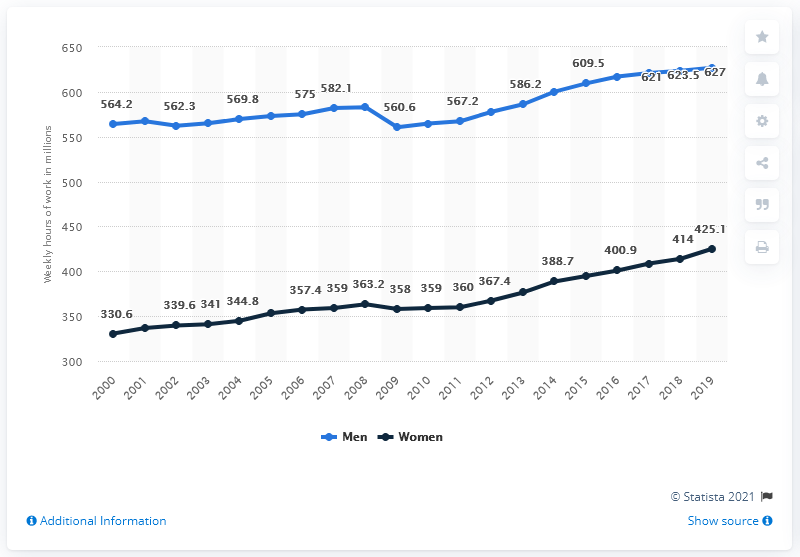 Weekly hours of work in millions
650
600
550
500
450
400
350
300
564.2 562.3 569.8 575 582.1 560.6 567.2 586.2 609.5 621 623.5 627
330.6 339.6 341 344.8 357.4 359 363.2 358 359 360 367.4 388.7 400.9 414 425.1
2000 2001 2002 2003 2004 2005 2006 2007 2008 2009 2010 2011 2012 2013 2014 2015 2016 2017 2018 2019
Men Women
© Statista 2021
Additional Information Show source